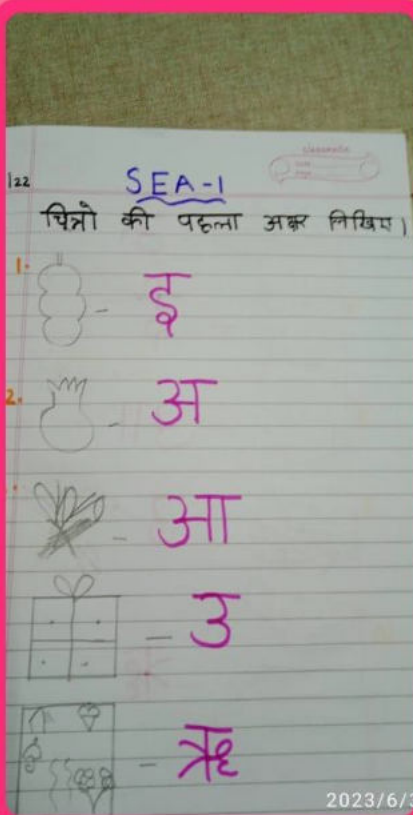 122
SEA-1
चित्रो की पहला अक्षर लिखिए।
1. - इ
2. - अ
- आ
- उ
- ऋ
2023/6/3